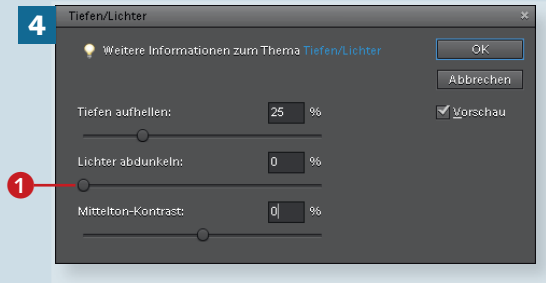 4
Tiefen/Lichter
x
Weitere Informationen zum Thema Tiefen/Lichter
OK
Abbrechen
Vorschau
Tiefen aufhellen: 25 %
Lichter abdunkeln: 0 %
1
Mittelton-Kontrast: 0 %